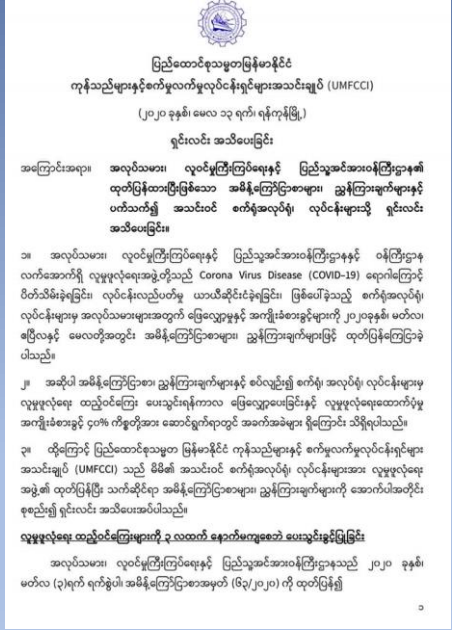 ပြည်ထောင်စုသမ္မတမြန်မာနိုင်ငံ
ကုန်သည်များနှင့်စက်မှုလက်မှုလုပ်ငန်းရှင်များအသင်းချုပ် (UMFCCI)
(၂၀၂၀ ခုနှစ်၊ မေလ ၁၃ ရက်၊ ရန်ကုန်မြို့)
ရှင်းလင်း အသိပေးခြင်း
အကြောင်းအရာ။ အလုပ်သမား၊ လူဝင်မှုကြီးကြပ်ရေးနှင့် ပြည်သူ့အင်အားဝန်ကြီးဌာန၏
ထုတ်ပြန်ထားပြီးဖြစ်သော အမိန့်ကြော်ငြာစာများ၊ ညွှန်ကြားချက်များနှင့်
ပက်သက်၍ အသင်းဝင် စက်ရုံအလုပ်ရုံ၊ လုပ်ငန်းများသို့ ရှင်းလင်း
အသိပေးခြင်း။
၁။ အလုပ်သမား၊ လူဝင်မှုကြီးကြပ်ရေးနှင့် ပြည်သူ့အင်အားဝန်ကြီးဌာနနှင့် ဝန်ကြီးဌာန
လက်အောက်ရှိ လူမှုဖူလုံရေးအဖွဲ့တို့သည် Corona Virus Disease (COVID-19) ရောဂါကြောင့်
ပိတ်သိမ်းခဲ့ရခြင်း၊ လုပ်ငန်းလည်ပတ်မှု ယာယီဆိုင်းငံ့ခဲ့ရခြင်း၊ ဖြစ်ပေါ်ခဲ့သည့် စက်ရုံအလုပ်ရုံ၊
လုပ်ငန်းများမှ အလုပ်သမားများအတွက် ဖြေလျှော့မှုနှင့် အကျိုးခံစားခွင့်များကို ၂၀၂၀ခုနှစ်၊ မတ်လ၊
ဧပြီလနှင့် မေလတို့အတွင်း အမိန့်ကြော်ငြာစာများ၊ ညွှန်ကြားချက်များဖြင့် ထုတ်ပြန်ကြေငြာခဲ့
ပါသည်။
၂။ အဆိုပါ အမိန့်ကြော်ငြာစာ၊ ညွှန်ကြားချက်များနှင့် စပ်လျဉ်း၍ စက်ရုံ၊ အလုပ်ရုံ၊ လုပ်ငန်းများမှ
လူမှုဖူလုံရေး ထည့်ဝင်ကြေး ပေးသွင်းရန်ကာလ ဖြေလျှော့ပေးခြင်းနှင့် လူမှုဖူလုံရေးထောက်ပံ့မှု
အကျိုးခံစားခွင့် ၄၀% ကိစ္စတို့အား ဆောင်ရွက်ရာတွင် အခက်အခဲများ ရှိကြောင်း သိရှိရပါသည်။
၃။ ထို့ကြောင့် ပြည်ထောင်စုသမ္မတ မြန်မာနိုင်ငံ ကုန်သည်များနှင့် စက်မှုလက်မှုလုပ်ငန်းရှင်များ
အသင်းချုပ် (UMFCCI) သည် မိမိ၏ အသင်းဝင် စက်ရုံအလုပ်ရုံ၊ လုပ်ငန်းများအား လူမှုဖူလုံရေး
အဖွဲ့၏ ထုတ်ပြန်ပြီး သက်ဆိုင်ရာ အမိန့်ကြော်ငြာစာများ၊ ညွှန်ကြားချက်များကို အောက်ပါအတိုင်း
စုစည်း၍ ရှင်းလင်း အသိပေးအပ်ပါသည်။
လူမှုဖူလုံရေး ထည့်ဝင်ကြေးများကို ၃ လထက် နောက်မကျစေဘဲ ပေးသွင်းခွင့်ပြုခြင်း
အလုပ်သမား၊ လူဝင်မှုကြီးကြပ်ရေးနှင့် ပြည်သူ့အင်အားဝန်ကြီးဌာနသည် ၂၀၂၀ ခုနှစ်၊
မတ်လ (၃)ရက် ရက်စွဲပါ၊ အမိန့်ကြော်ငြာစာအမှတ် (၆၃/၂၀၂၀) ကို ထုတ်ပြန်၍
၁